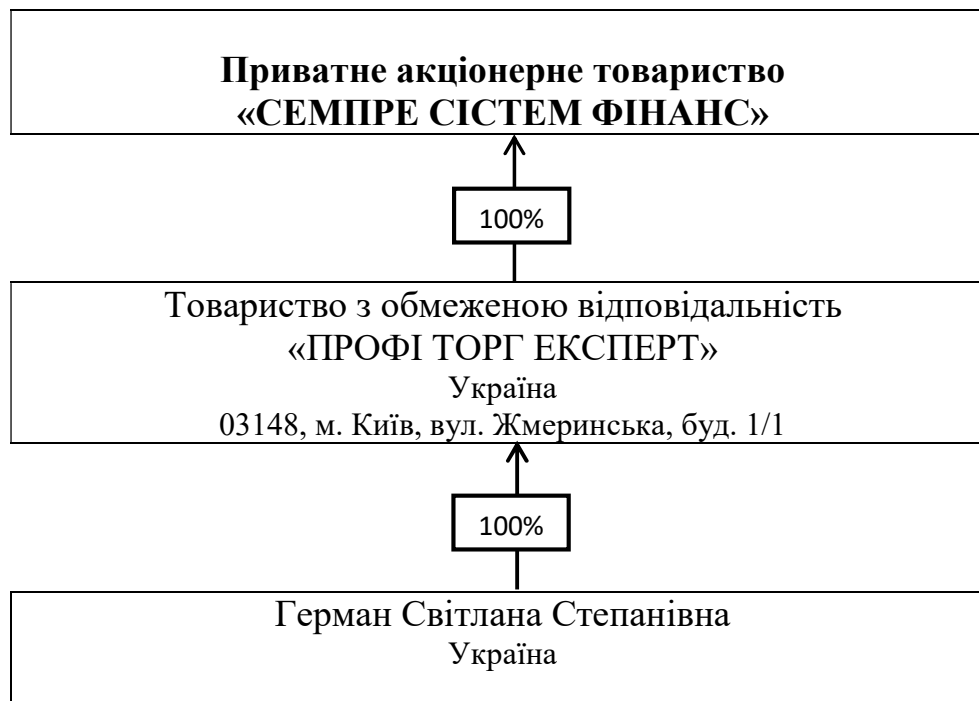 Приватне акціонерне товариство
«СЕМПРЕ СІСТЕМ ФІНАНС»
100%
Товариство з обмеженою відповідальність
«ПРОФІ ТОРГ ЕКСПЕРТ»
Україна
03148, м. Київ, вул. Жмеринська, буд. 1/1
100%
Герман Світлана Степанівна
Україна